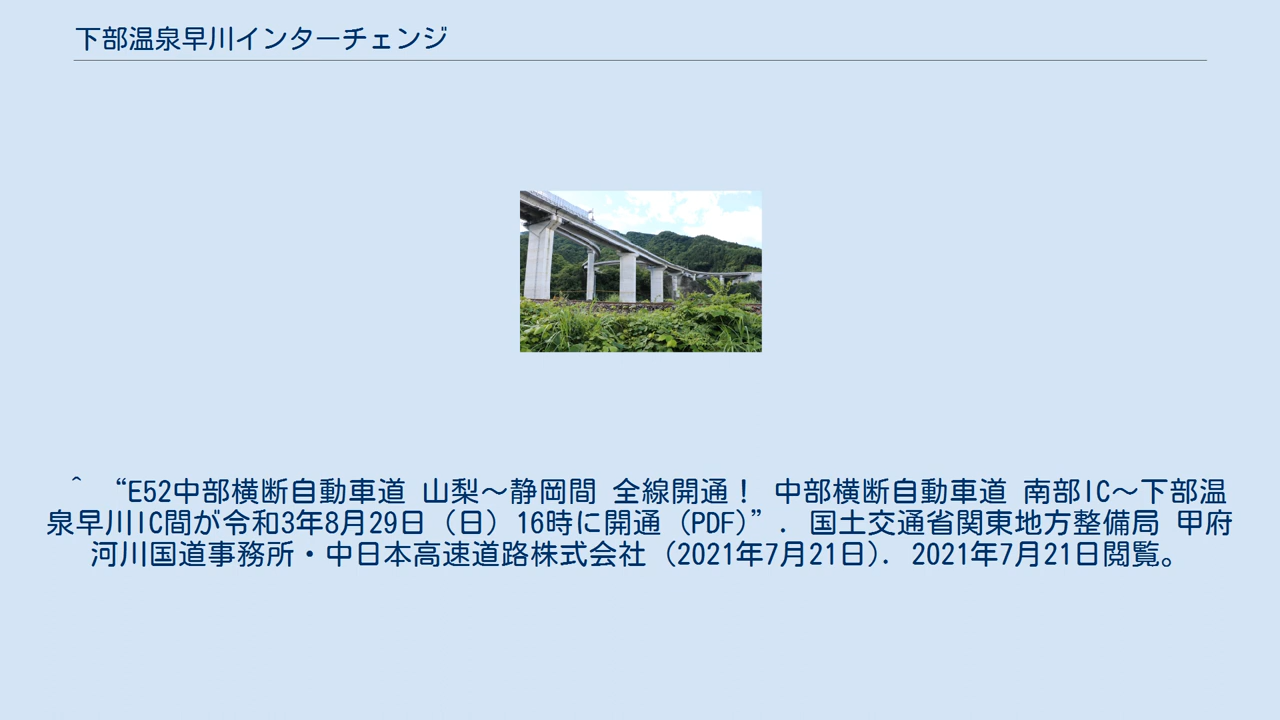 下部温泉早川インターチェンジ
^ “E52中部横断自動車道 山梨～静岡間 全線開通！ 中部横断自動車道 南部IC～下部温
泉早川IC間が令和3年8月29日（日）16時に開通 (PDF)”. 国土交通省関東地方整備局 甲府
河川国道事務所・中日本高速道路株式会社 (2021年7月21日). 2021年7月21日閲覧。